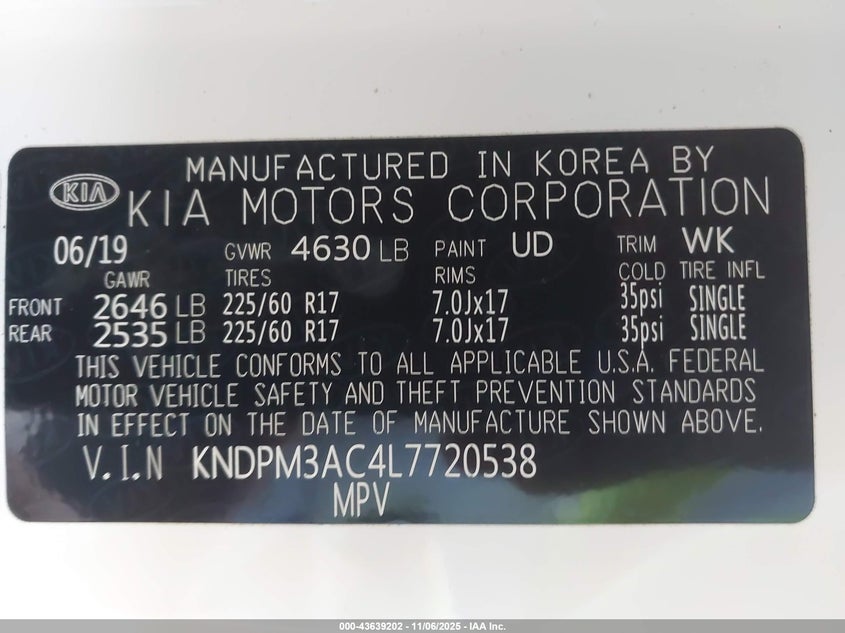 MANUFACTURED IN KOREA BY
KIA KIA MOTORS CORPORATION
06/19 GVWR 4630 LB PAINT UD TRIM WK
GAWR TIRES RIMS COLD TIRE INFL
FRONT 2646 LB 225/60 R17 7.0Jx17 35psi SINGLE
REAR 2535 LB 225/60 R17 7.0Jx17 35psi SINGLE
THIS VEHICLE CONFORMS TO ALL APPLICABLE U.S.A. FEDERAL
MOTOR VEHICLE SAFETY AND THEFT PREVENTION STANDARDS
IN EFFECT ON THE DATE OF MANUFACTURE SHOWN ABOVE.
V.I.N KNDPM3AC4L7720538
MPV
000-43639202 - 11/06/2025 - IAA Inc.